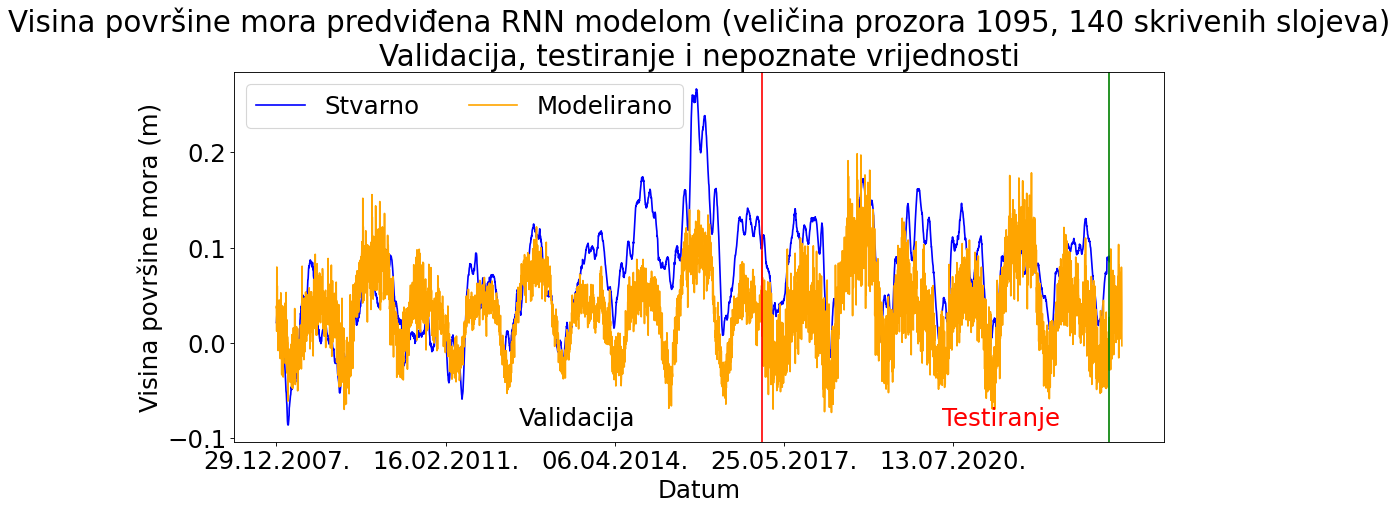 Visina površine mora predviđena RNN modelom (veličina prozora 1095, 140 skrivenih slojeva)
Validacija, testiranje i nepoznate vrijednosti
Stvarno
Modelirano
Visina površine mora (m)
0.2
0.1
0.0
−0.1
Validacija
Testiranje
29.12.2007.
16.02.2011.
06.04.2014.
25.05.2017.
13.07.2020.
Datum